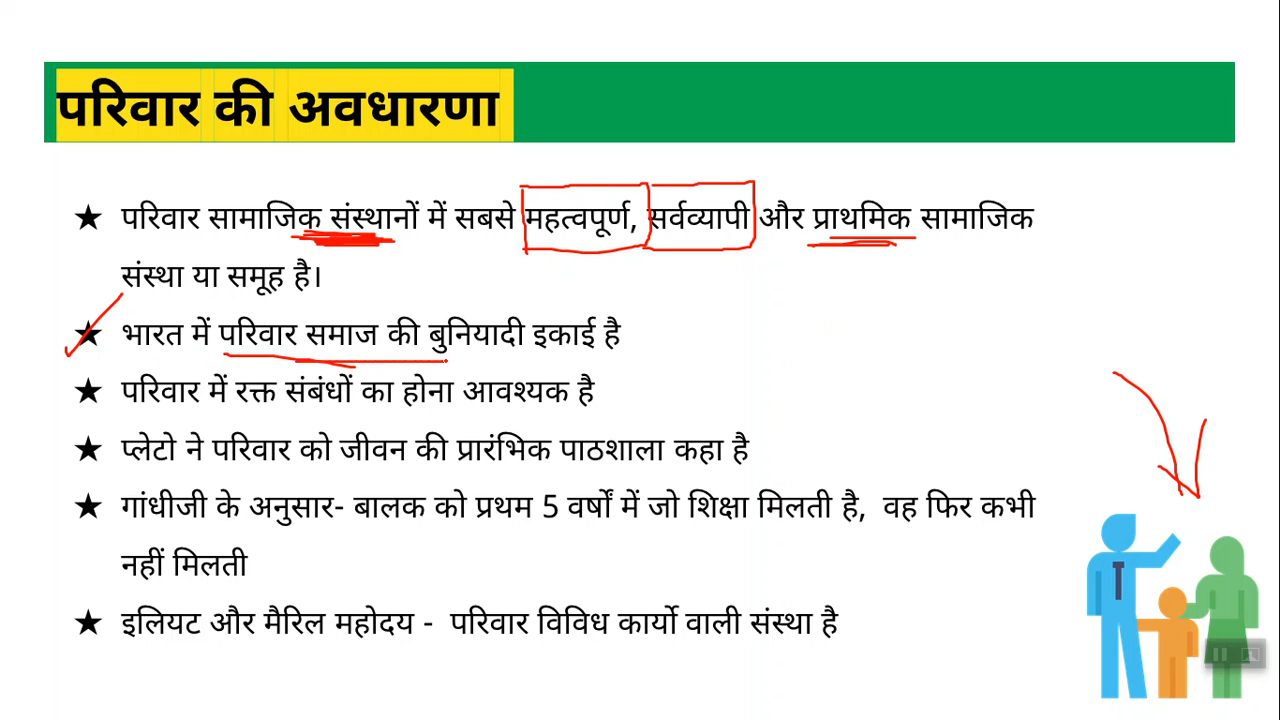 परिवार की अवधारणा
★ परिवार सामाजिक संस्थानों में सबसे महत्वपूर्ण, सर्वव्यापी और प्राथमिक सामाजिक
संस्था या समूह है।
★ भारत में परिवार समाज की बुनियादी इकाई है
★ परिवार में रक्त संबंधों का होना आवश्यक है
★ प्लेटो ने परिवार को जीवन की प्रारंभिक पाठशाला कहा है
★ गांधीजी के अनुसार- बालक को प्रथम 5 वर्षों में जो शिक्षा मिलती है, वह फिर कभी
नहीं मिलती
★ इलियट और मैरिल महोदय - परिवार विविध कार्यो वाली संस्था है